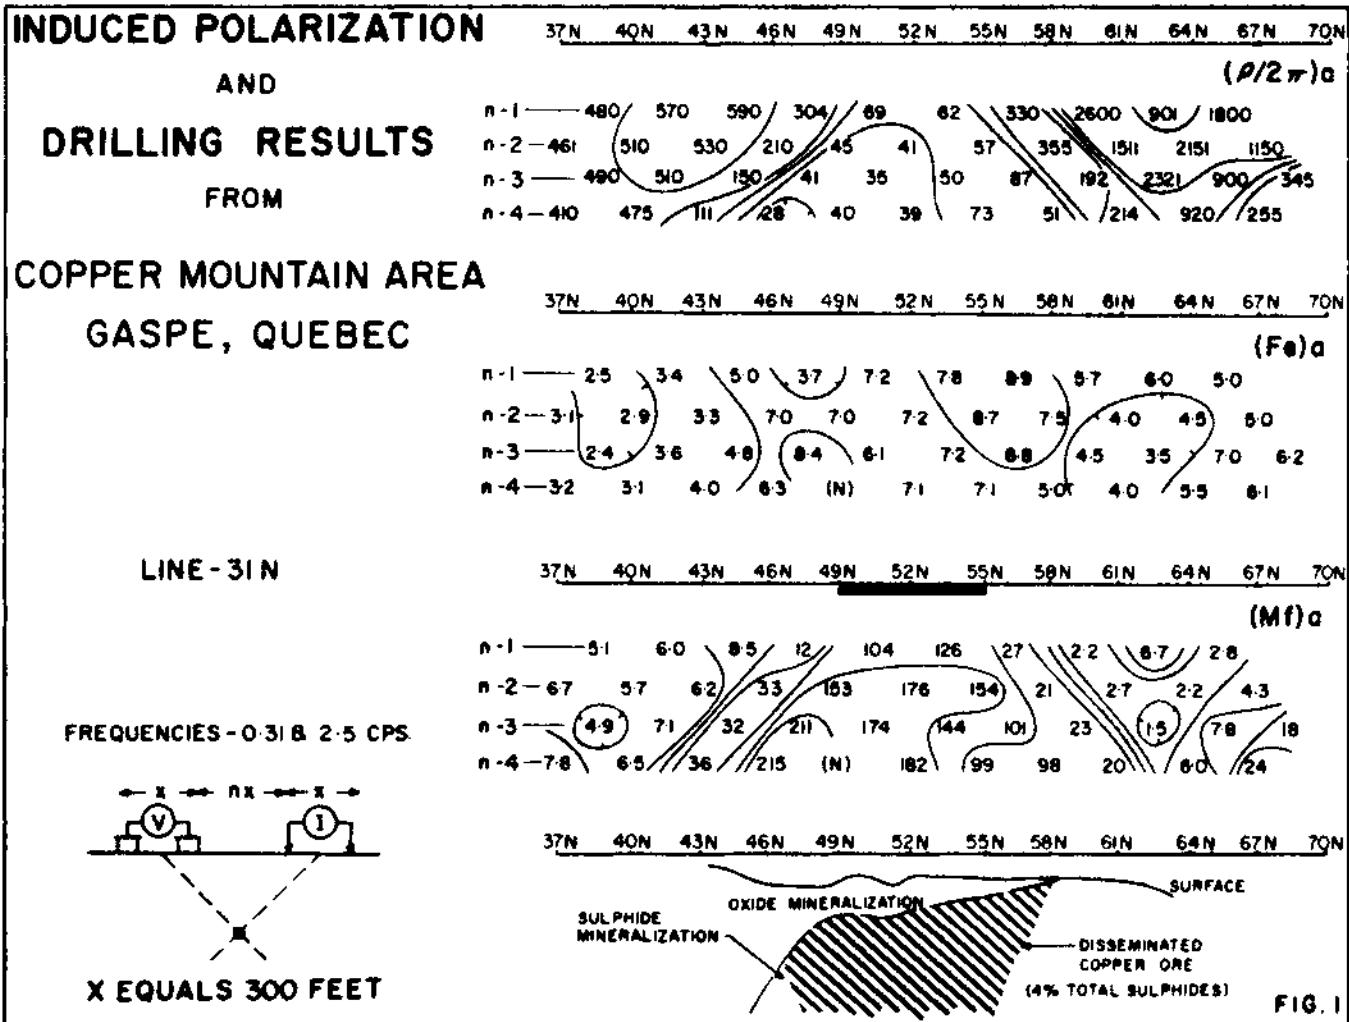 INDUCED POLARIZATION
AND
DRILLING RESULTS
FROM
COPPER MOUNTAIN AREA
GASPE, QUEBEC
LINE - 31 N
FREQUENCIES - 0.31 & 2.5 CPS.
x nx x
V I
X EQUALS 300 FEET
37N 40N 43N 46N 49N 52N 55N 58N 61N 64N 67N 70N
(ρ/2π)a
n-1 480 570 590 304 69 62 330 2600 901 1800
n-2 461 510 530 210 45 41 57 355 1511 2151 1150
n-3 490 510 150 41 35 50 87 192 2321 900 345
n-4 410 475 111 28 40 39 73 51 214 920 255
37N 40N 43N 46N 49N 52N 55N 58N 61N 64N 67N 70N
(Fe)a
n-1 2.5 3.4 5.0 3.7 7.2 7.8 8.9 5.7 6.0 5.0
n-2 3.1 2.9 3.3 7.0 7.0 7.2 8.7 7.5 4.0 4.5 5.0
n-3 2.4 3.6 4.8 8.4 6.1 7.2 8.8 4.5 3.5 7.0 6.2
n-4 3.2 3.1 4.0 6.3 (N) 7.1 7.1 5.0 4.0 5.5 6.1
37N 40N 43N 46N 49N 52N 55N 58N 61N 64N 67N 70N
(Mf)a
n-1 5.1 6.0 8.5 12 104 126 27 2.2 6.7 2.8
n-2 6.7 5.7 6.2 33 153 176 154 21 2.7 2.2 4.3
n-3 4.9 7.1 32 211 174 144 101 23 1.5 7.8 18
n-4 7.8 6.5 36 215 (N) 182 99 98 20 6.0 24
37N 40N 43N 46N 49N 52N 55N 58N 61N 64N 67N 70N
SURFACE
OXIDE MINERALIZATION
SULPHIDE
MINERALIZATION
DISSEMINATED
COPPER ORE
(4% TOTAL SULPHIDES)
FIG. 1